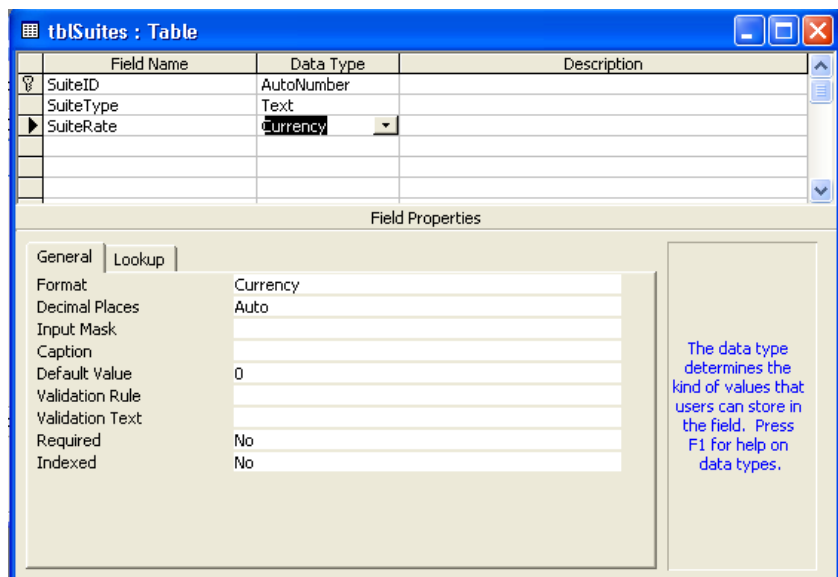 tblSuites : Table
Field Name Data Type Description
SuiteID AutoNumber
SuiteType Text
SuiteRate Currency
Field Properties
General Lookup
Format Currency
Decimal Places Auto
Input Mask
Caption
Default Value 0
Validation Rule
Validation Text
Required No
Indexed No
The data type
determines the
kind of values that
users can store in
the field. Press
F1 for help on
data types.